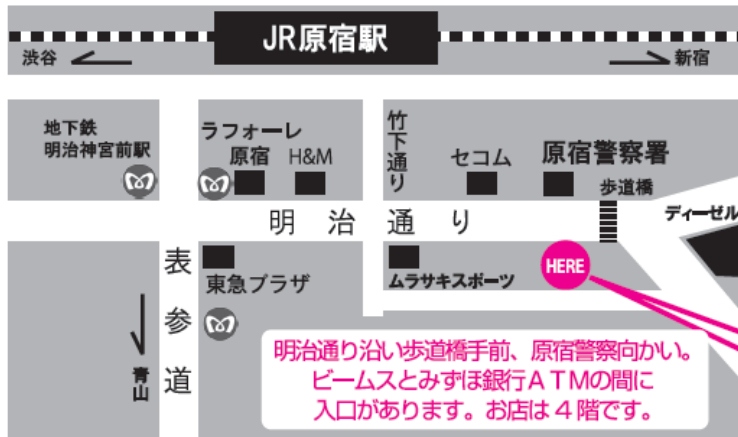 JR原宿駅
渋谷
新宿
地下鉄
明治神宮前駅
ラフォーレ
原宿
H&M
竹下通り
セコム
原宿警察署
歩道橋
ディーゼル
明治通り
表参道
東急プラザ
ムラサキスポーツ
HERE
青山
明治通り沿い歩道橋手前、原宿警察向かい。
ビームスとみずほ銀行ATMの間に
入口があります。お店は4階です。